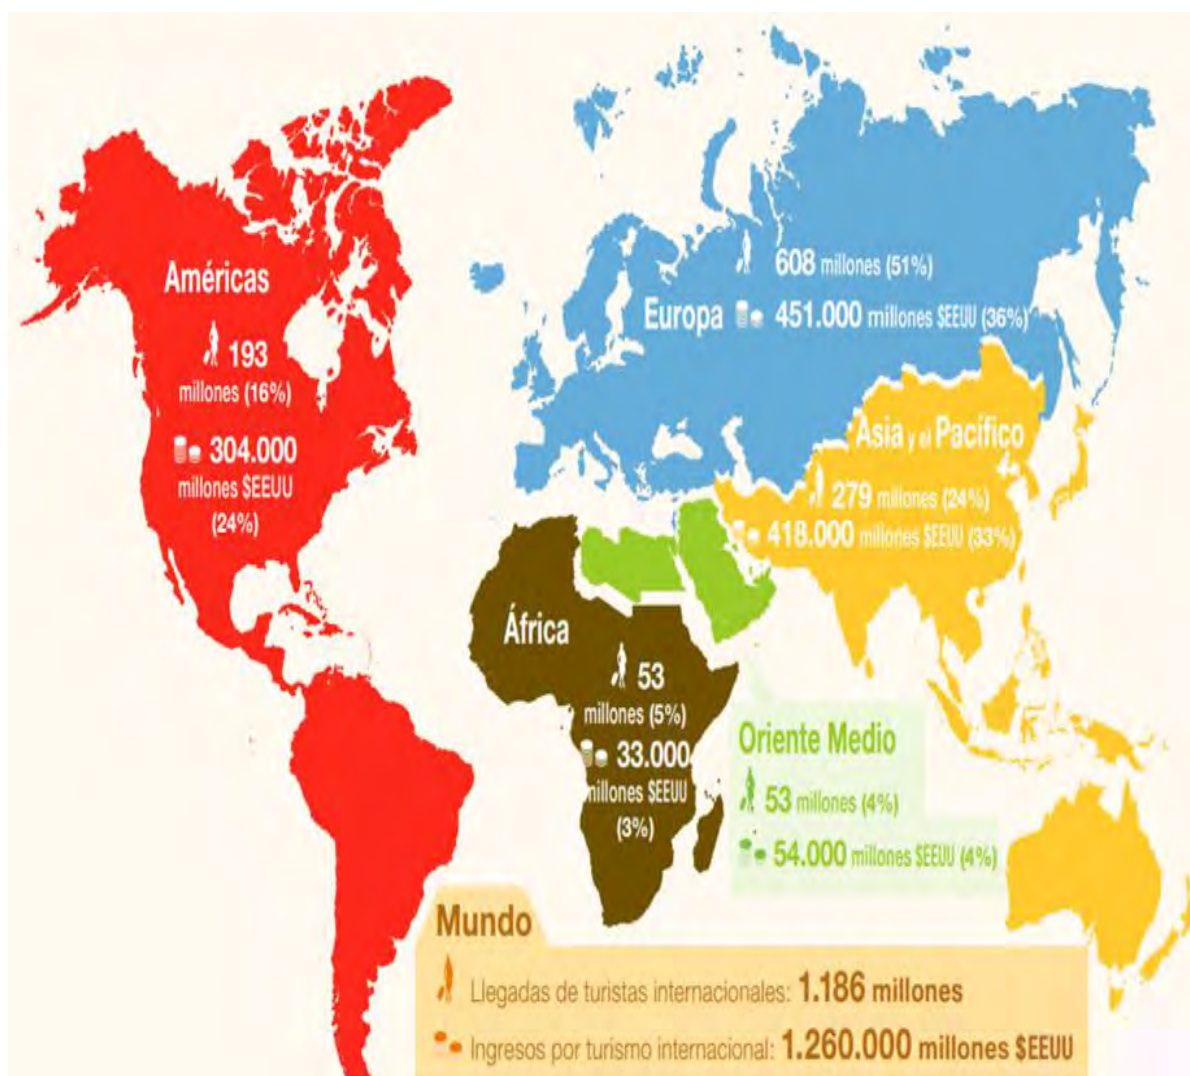 Américas
193
millones (16%)
304.000
millones $EEUU
(24%)
608 millones (51%)
Europa 451.000 millones $EEUU (36%)
Asia y el Pacífico
279 millones (24%)
418.000 millones $EEUU (33%)
África
53
millones (5%)
33.000
millones $EEUU
(3%)
Oriente Medio
53 millones (4%)
54.000 millones $EEUU (4%)
Mundo
Llegadas de turistas internacionales: 1.186 millones
Ingresos por turismo internacional: 1.260.000 millones $EEUU